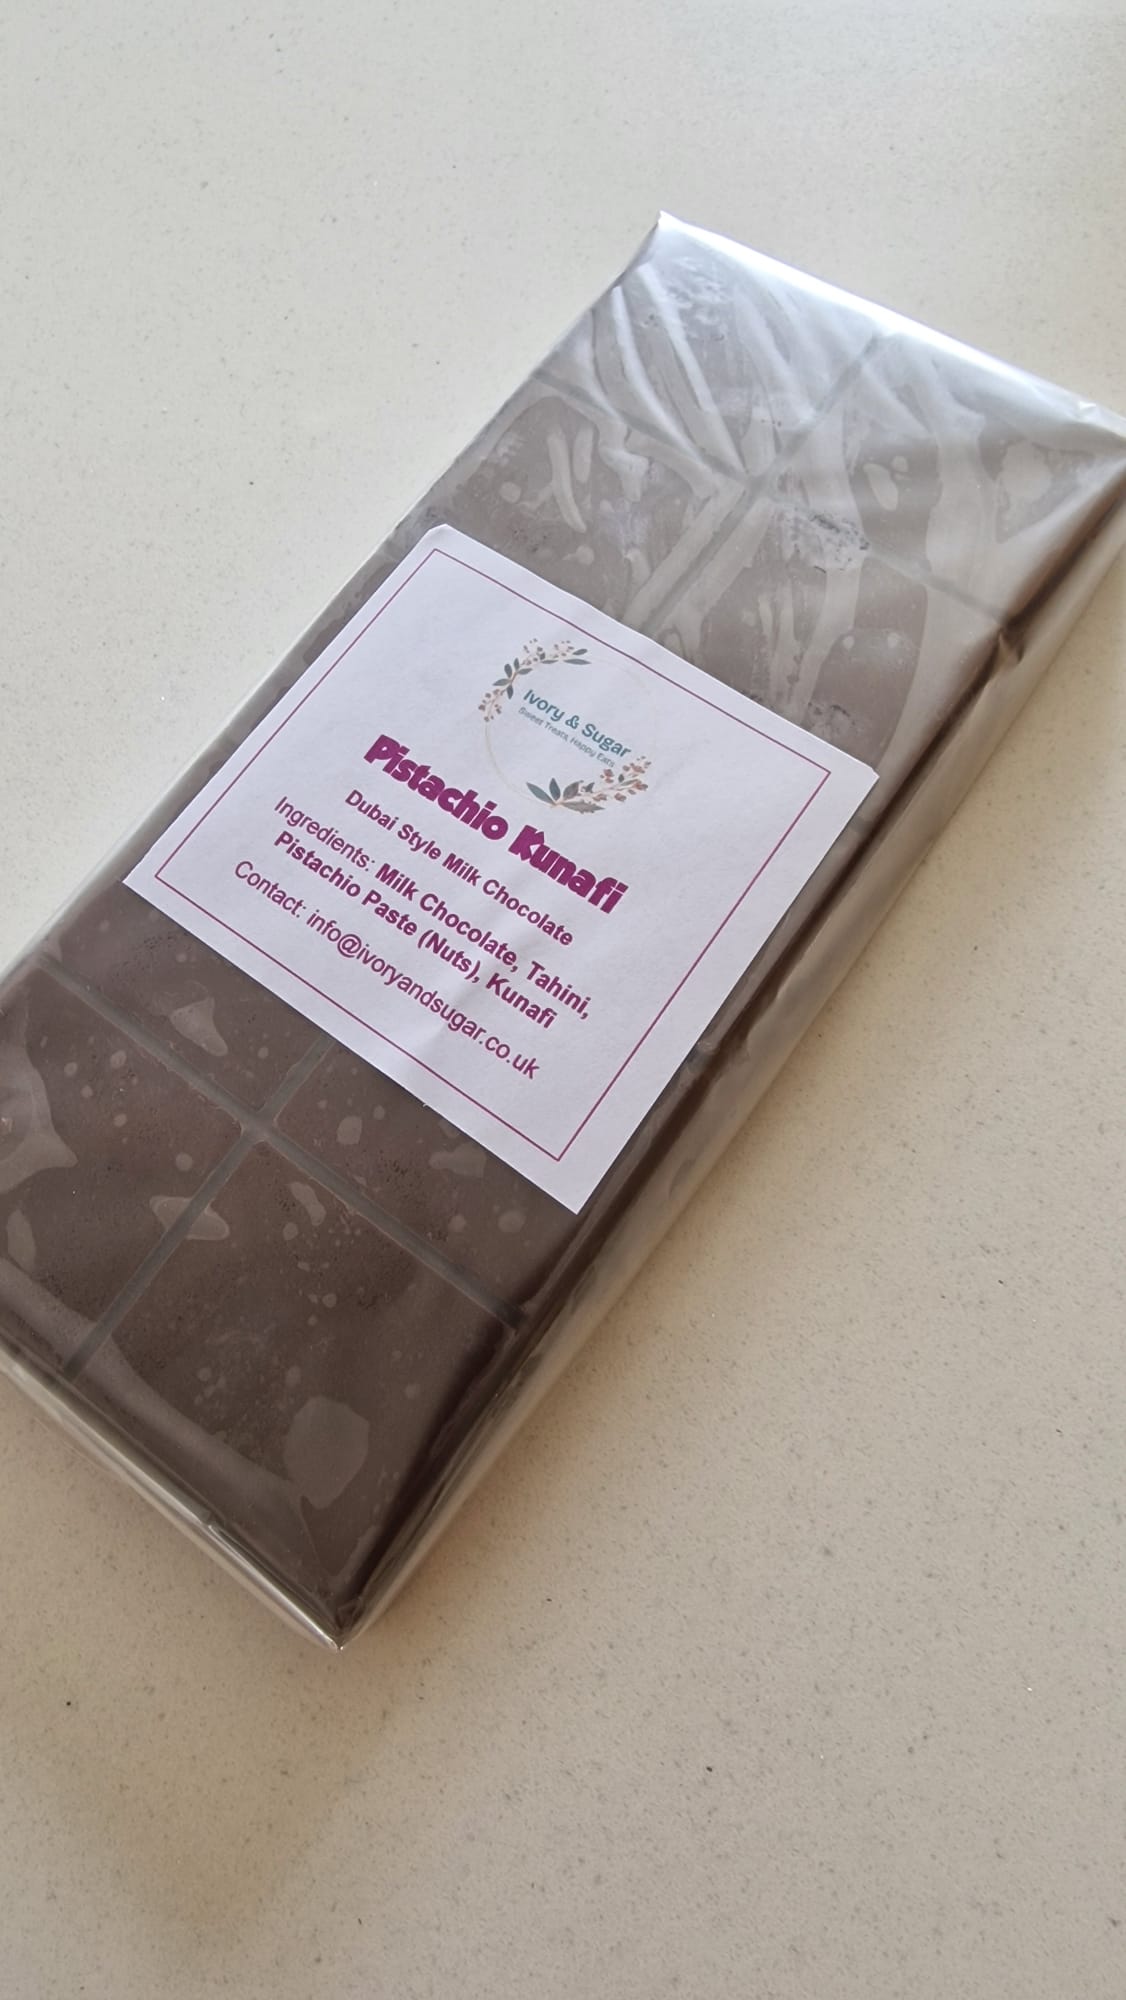 Ivory & Sugar
Sweet Treats, Happy Eats
Pistachio Kunafi
Dubai Style Milk Chocolate
Ingredients: Milk Chocolate, Tahini,
Pistachio Paste (Nuts), Kunafi
Contact: info@ivoryandsugar.co.uk